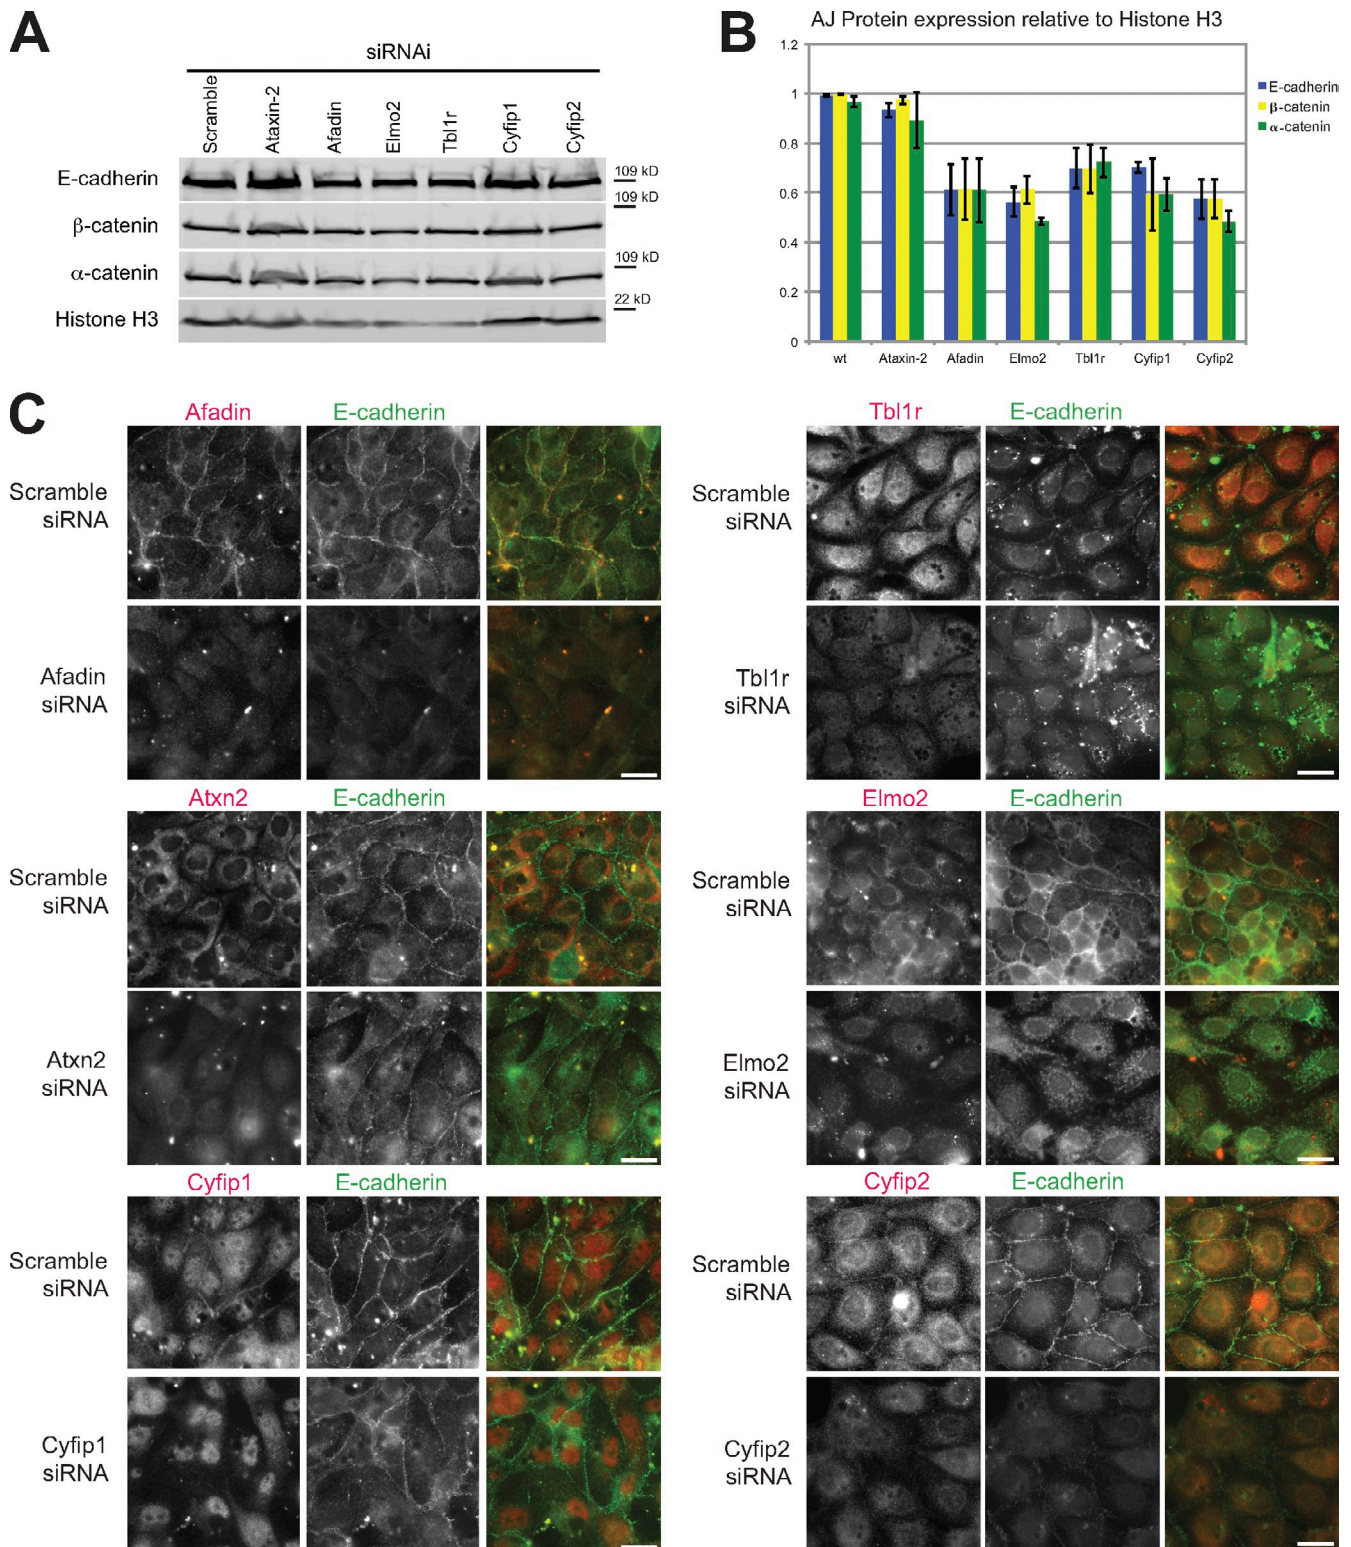 A
siRNAi
Scramble
Ataxin-2
Afadin
Elmo2
Tbl1r
Cyfip1
Cyfip2
E-cadherin
109 kD
109 kD
β-catenin
α-catenin
109 kD
Histone H3
22 kD
B
AJ Protein expression relative to Histone H3
1.2
1
0.8
0.6
0.4
0.2
0
wt
Ataxin-2
Afadin
Elmo2
Tbl1r
Cyfip1
Cyfip2
E-cadherin
β-catenin
α-catenin
C
Afadin
E-cadherin
Scramble
siRNA
Afadin
siRNA
Tbl1r
E-cadherin
Scramble
siRNA
Tbl1r
siRNA
Atxn2
E-cadherin
Scramble
siRNA
Atxn2
siRNA
Elmo2
E-cadherin
Scramble
siRNA
Elmo2
siRNA
Cyfip1
E-cadherin
Scramble
siRNA
Cyfip1
siRNA
Cyfip2
E-cadherin
Scramble
siRNA
Cyfip2
siRNA